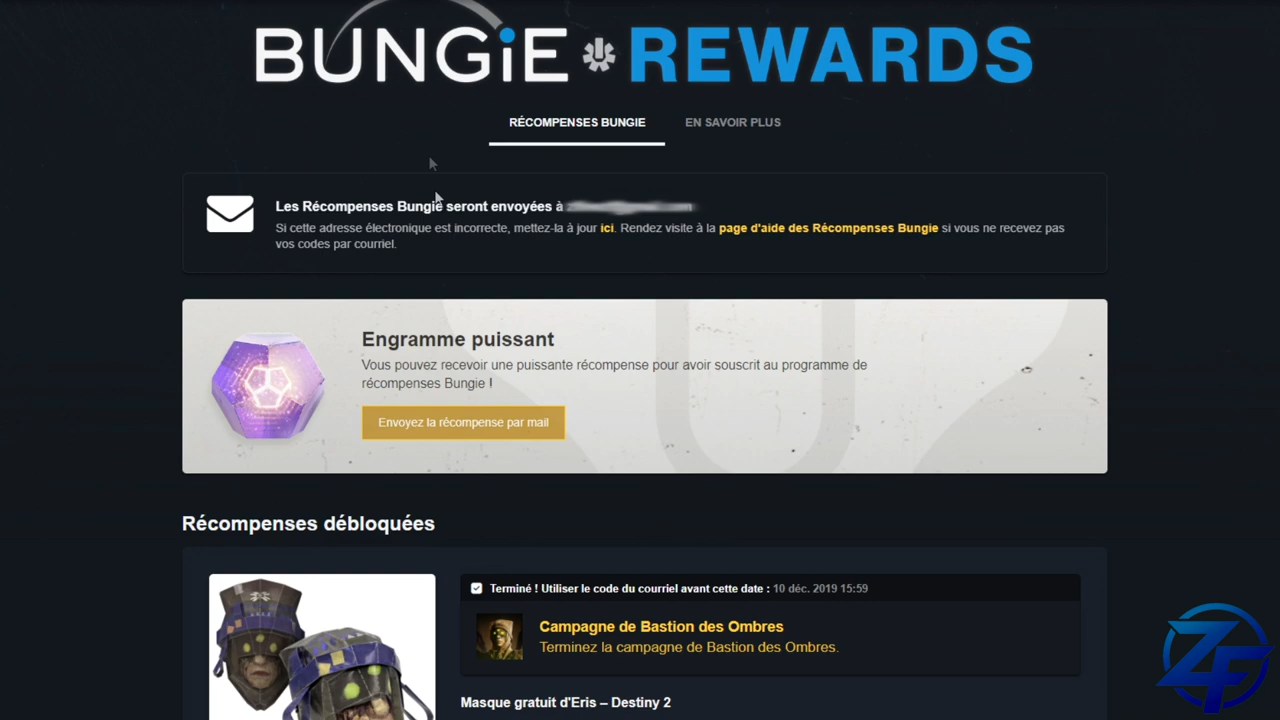 BUNGiE REWARDS
RÉCOMPENSES BUNGIE EN SAVOIR PLUS
Les Récompenses Bungie seront envoyées à
Si cette adresse électronique est incorrecte, mettez-la à jour ici. Rendez visite à la page d'aide des Récompenses Bungie si vous ne recevez pas
vos codes par courriel.
Engramme puissant
Vous pouvez recevoir une puissante récompense pour avoir souscrit au programme de
récompenses Bungie !
Envoyez la récompense par mail
Récompenses débloquées
Terminé ! Utiliser le code du courriel avant cette date : 10 déc. 2019 15:59
Campagne de Bastion des Ombres
Terminez la campagne de Bastion des Ombres.
Masque gratuit d'Eris – Destiny 2
ZF